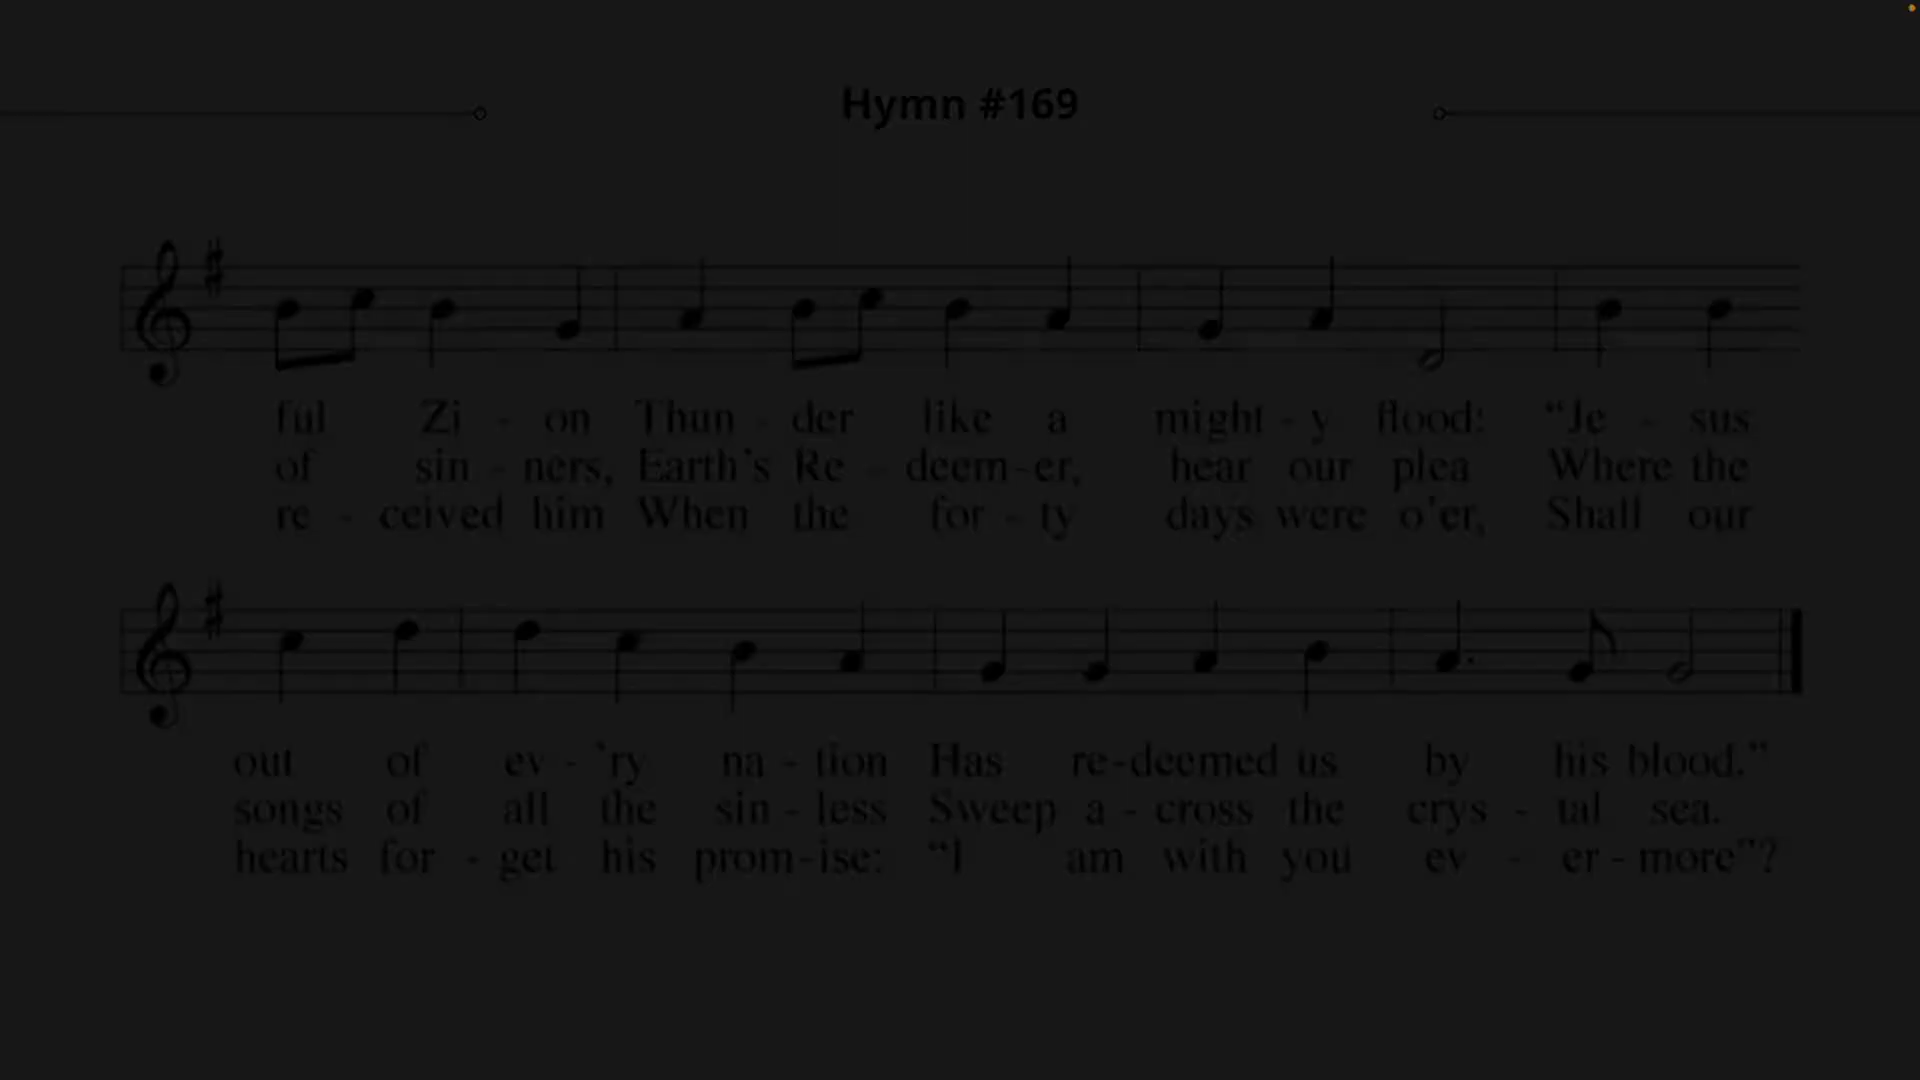 Hymn #169
ful Zi - on Thun - der like a might - y flood: “Je - sus
of sin - ners, Earth’s Re - deem - er, hear our plea Where the
re - ceived him When the for - ty days were o’er, Shall our
out of ev - ’ry na - tion Has re - deemed us by his blood.”
songs of all the sin - less Sweep a - cross the crys - tal sea.
hearts for - get his prom - ise: “I am with you ev - er - more”?